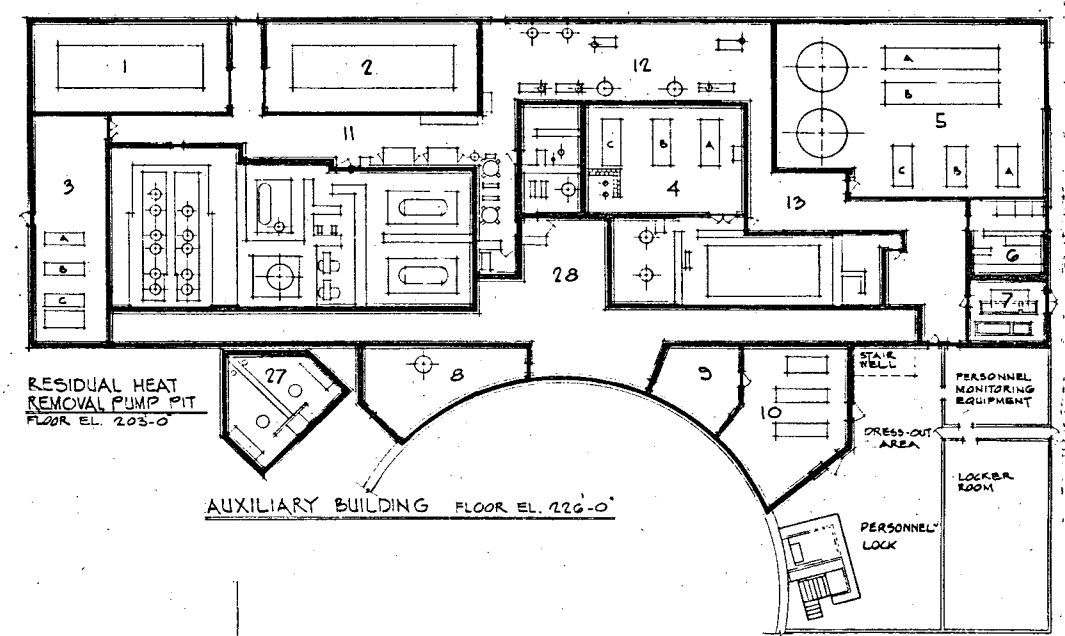 1
2
12
A
B
5
11
C
B
A
4
C
B
A
3
13
A
B
C
28
6
7
RESIDUAL HEAT
REMOVAL PUMP PIT
FLOOR EL. 203'-0"
27
8
9
10
STAIR
WELL
PERSONNEL
MONITORING
EQUIPMENT
DRESS-OUT
AREA
LOCKER
ROOM
AUXILIARY BUILDING FLOOR EL. 226'-0"
PERSONNEL
LOCK